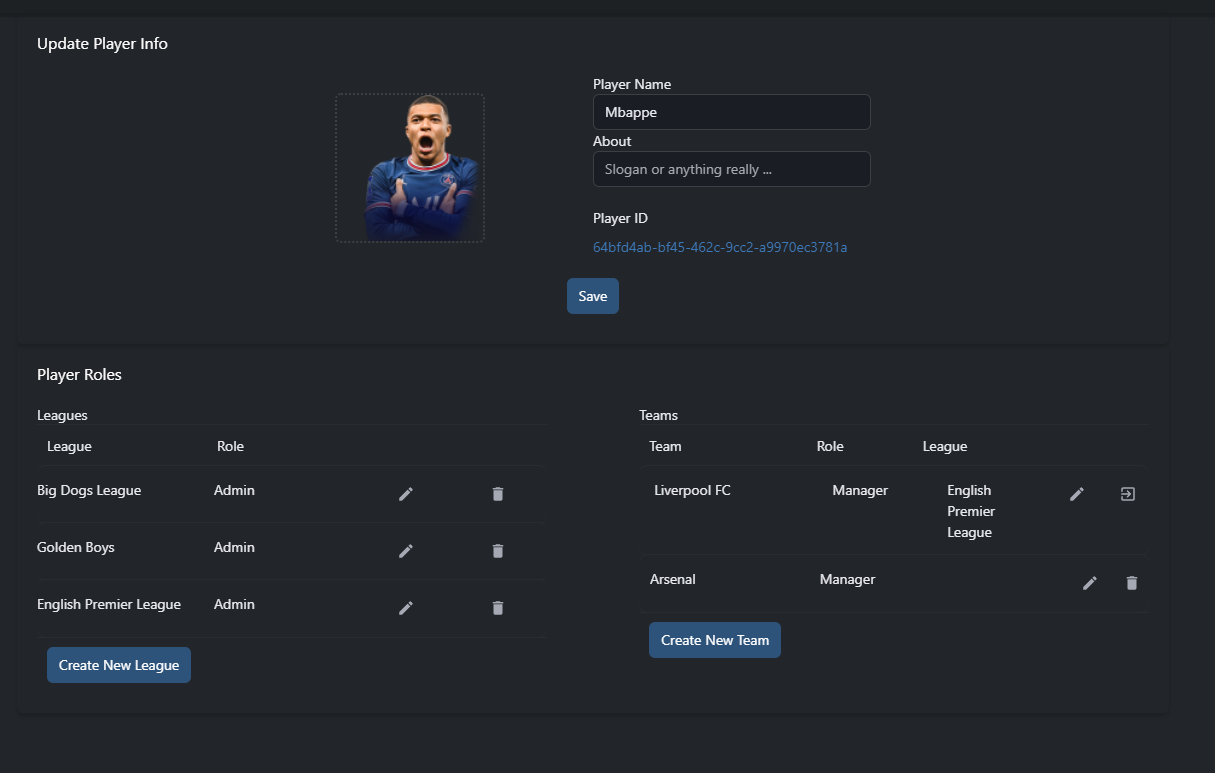 Update Player Info
Player Name
Mbappe
About
Slogan or anything really ...
Player ID
64bfd4ab-bf45-462c-9cc2-a9970ec3781a
Save
Player Roles
Leagues
League Role
Big Dogs League Admin
Golden Boys Admin
English Premier League Admin
Create New League
Teams
Team Role League
Liverpool FC Manager English
Premier
League
Arsenal Manager
Create New Team